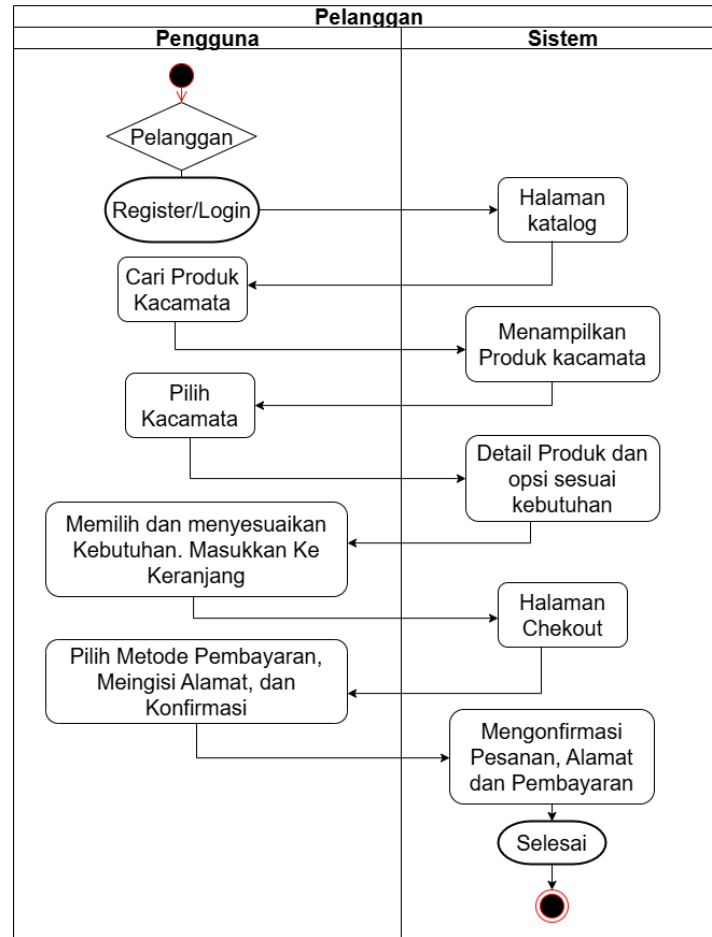 Pelanggan
Pengguna
Sistem
Pelanggan
Register/Login
Halaman
katalog
Cari Produk
Kacamata
Menampilkan
Produk kacamata
Pilih
Kacamata
Detail Produk dan
opsi sesuai
kebutuhan
Memilih dan menyesuaikan
Kebutuhan. Masukkan Ke
Keranjang
Halaman
Chekout
Pilih Metode Pembayaran,
Meingisi Alamat, dan
Konfirmasi
Mengonfirmasi
Pesanan, Alamat
dan Pembayaran
Selesai